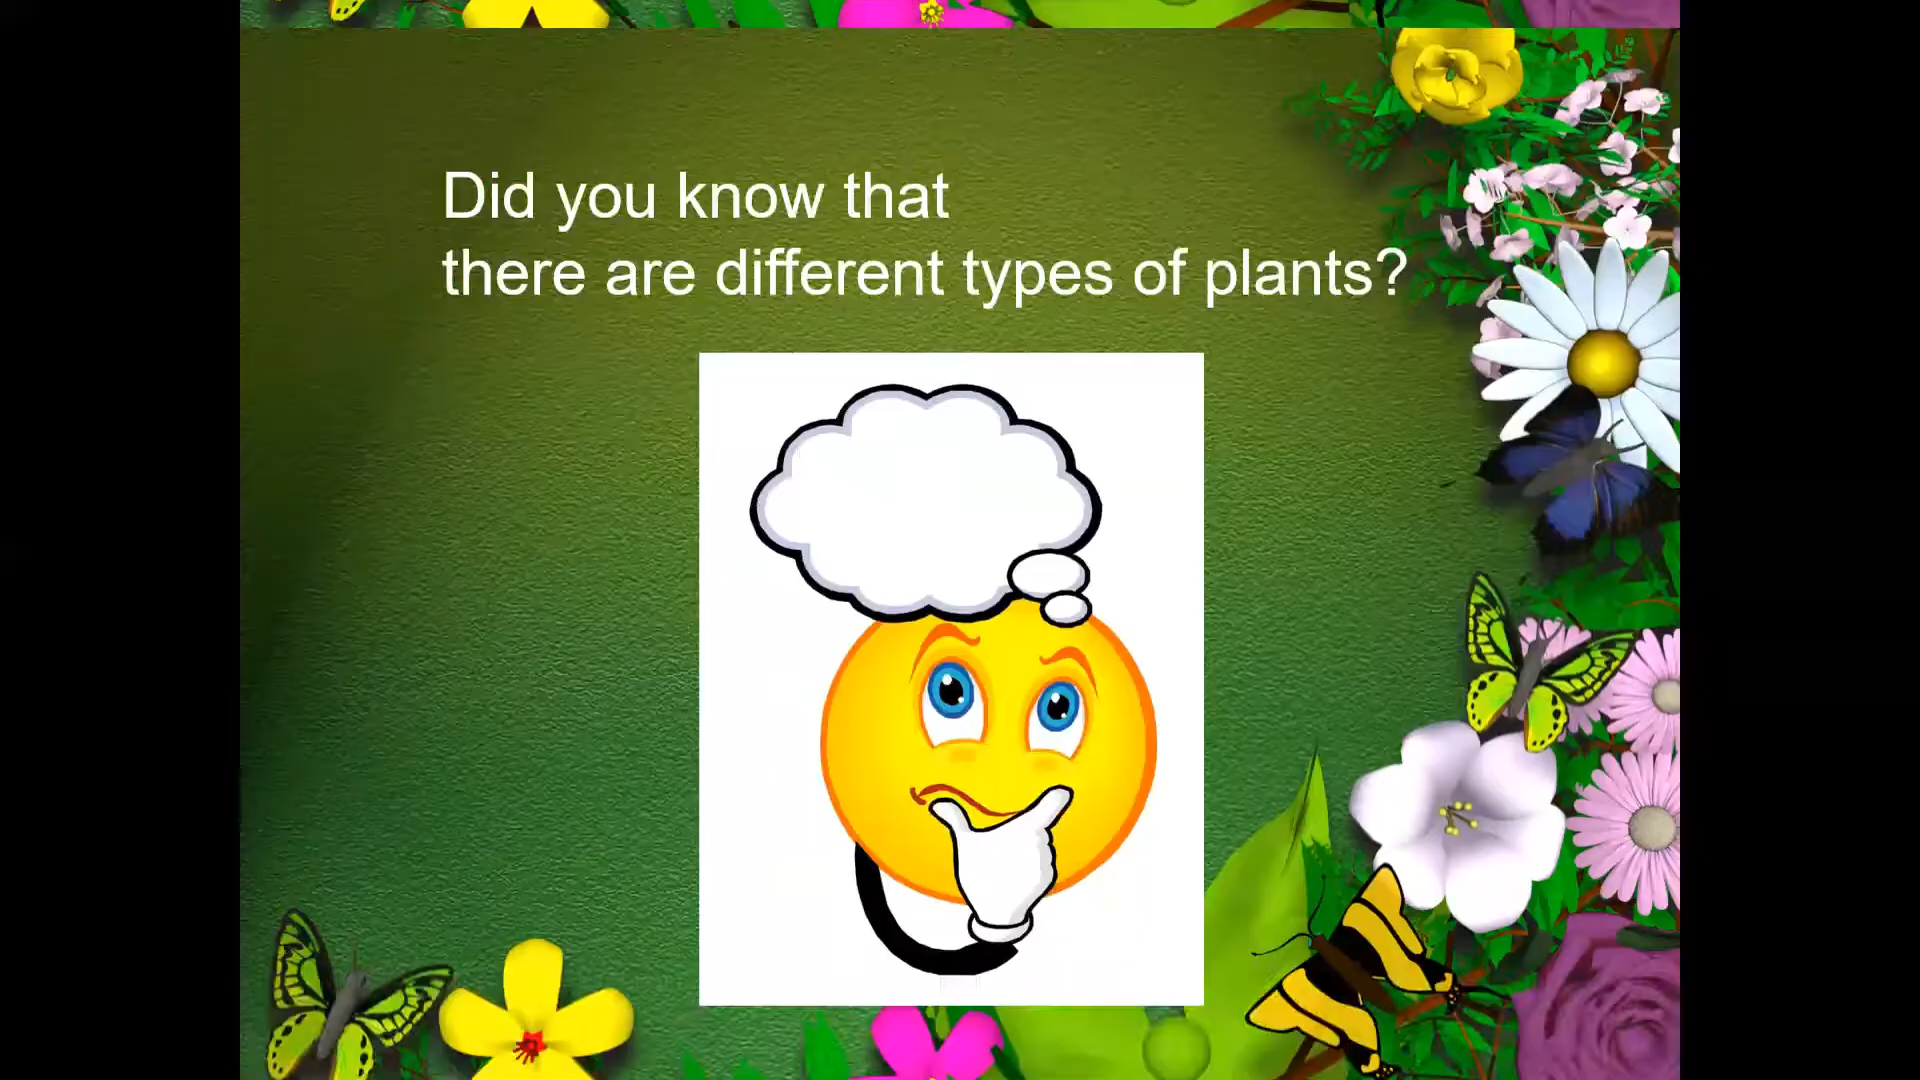 Did you know that
there are different types of plants?